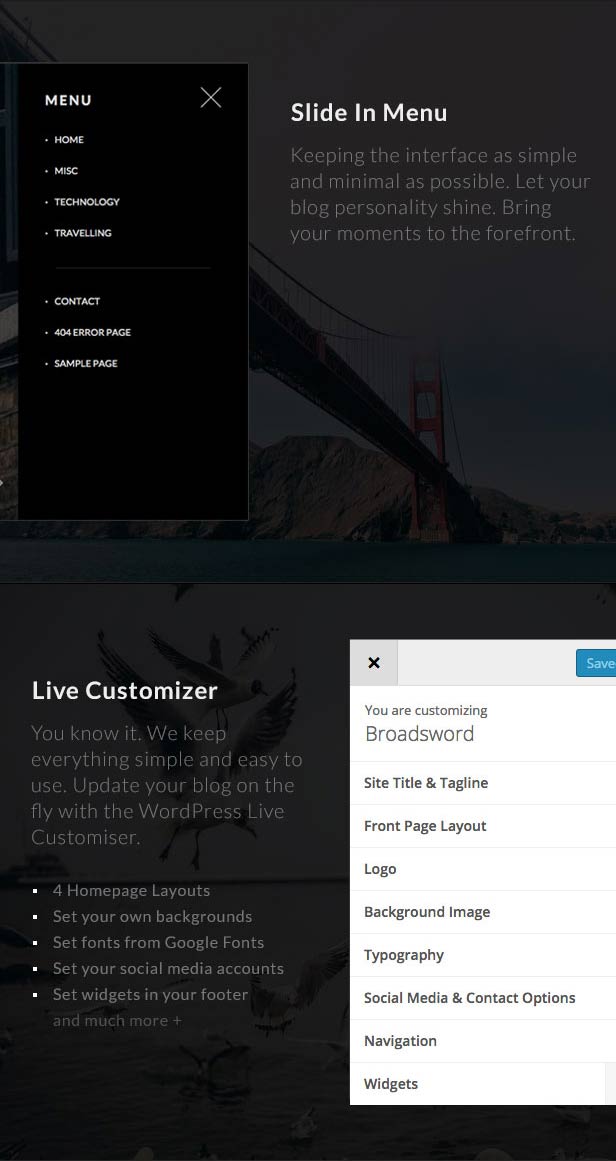 MENU
HOME
MISC
TECHNOLOGY
TRAVELLING
CONTACT
404 ERROR PAGE
SAMPLE PAGE
Slide In Menu
Keeping the interface as simple
and minimal as possible. Let your
blog personality shine. Bring
your moments to the forefront.
Live Customizer
You know it. We keep
everything simple and easy to
use. Update your blog on the
fly with the WordPress Live
Customiser.
4 Homepage Layouts
Set your own backgrounds
Set fonts from Google Fonts
Set your social media accounts
Set widgets in your footer
and much more +
Save
You are customizing
Broadsword
Site Title & Tagline
Front Page Layout
Logo
Background Image
Typography
Social Media & Contact Options
Navigation
Widgets